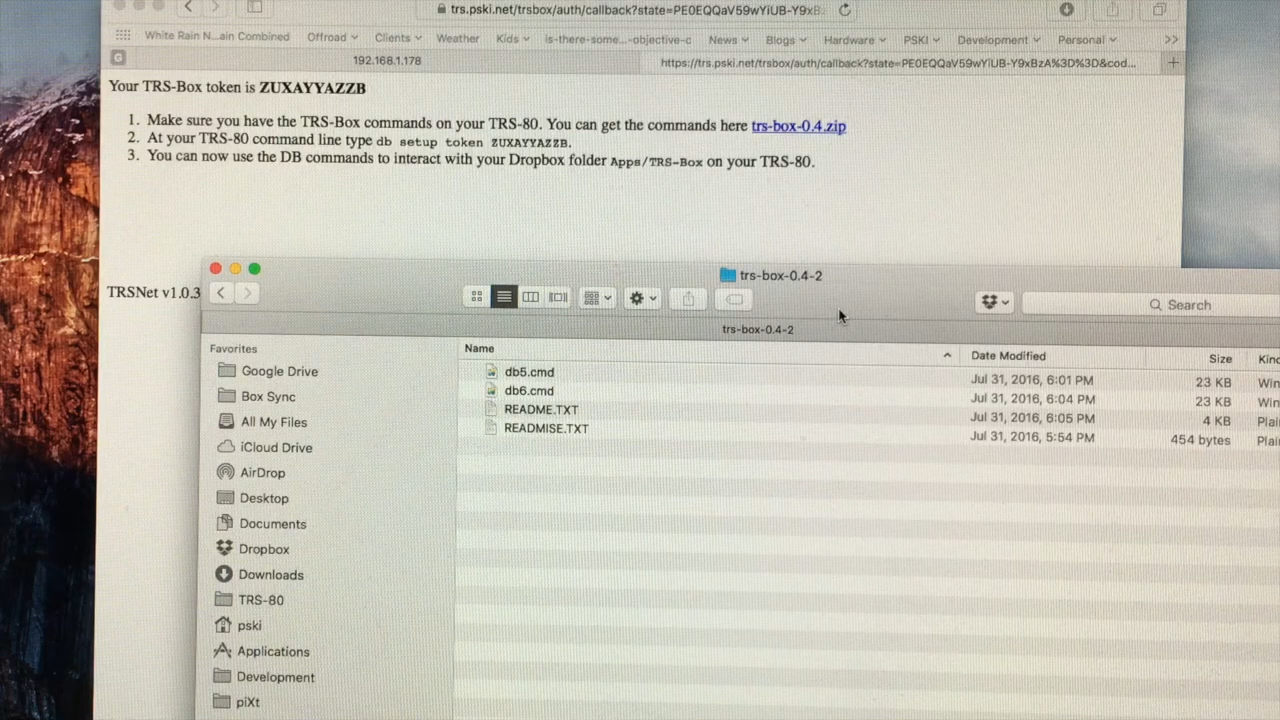 trs.pski.net/trsbox/auth/callback?state=PE0EQQaV59wYiUB-Y9xB
White Rain N...ain Combined Offroad Clients Weather Kids is-there-some...-objective-c News Blogs Hardware PSKI Development Personal >>
G 192.168.1.178 https://trs.pski.net/trsbox/auth/callback?state=PE0EQQaV59wYiUB-Y9xBzA%3D%3D&cod... +
Your TRS-Box token is ZUXAYYAZZB
1. Make sure you have the TRS-Box commands on your TRS-80. You can get the commands here trs-box-0.4.zip
2. At your TRS-80 command line type db setup token ZUXAYYAZZB.
3. You can now use the DB commands to interact with your Dropbox folder Apps/TRS-Box on your TRS-80.
TRSNet v1.0.3
trs-box-0.4-2
Search
trs-box-0.4-2
Favorites
Google Drive
Box Sync
All My Files
iCloud Drive
AirDrop
Desktop
Documents
Dropbox
Downloads
TRS-80
pski
Applications
Development
piXt
Name Date Modified Size Kin
db5.cmd Jul 31, 2016, 6:01 PM 23 KB Win
db6.cmd Jul 31, 2016, 6:04 PM 23 KB Win
README.TXT Jul 31, 2016, 6:05 PM 4 KB Plai
READMISE.TXT Jul 31, 2016, 5:54 PM 454 bytes Plai